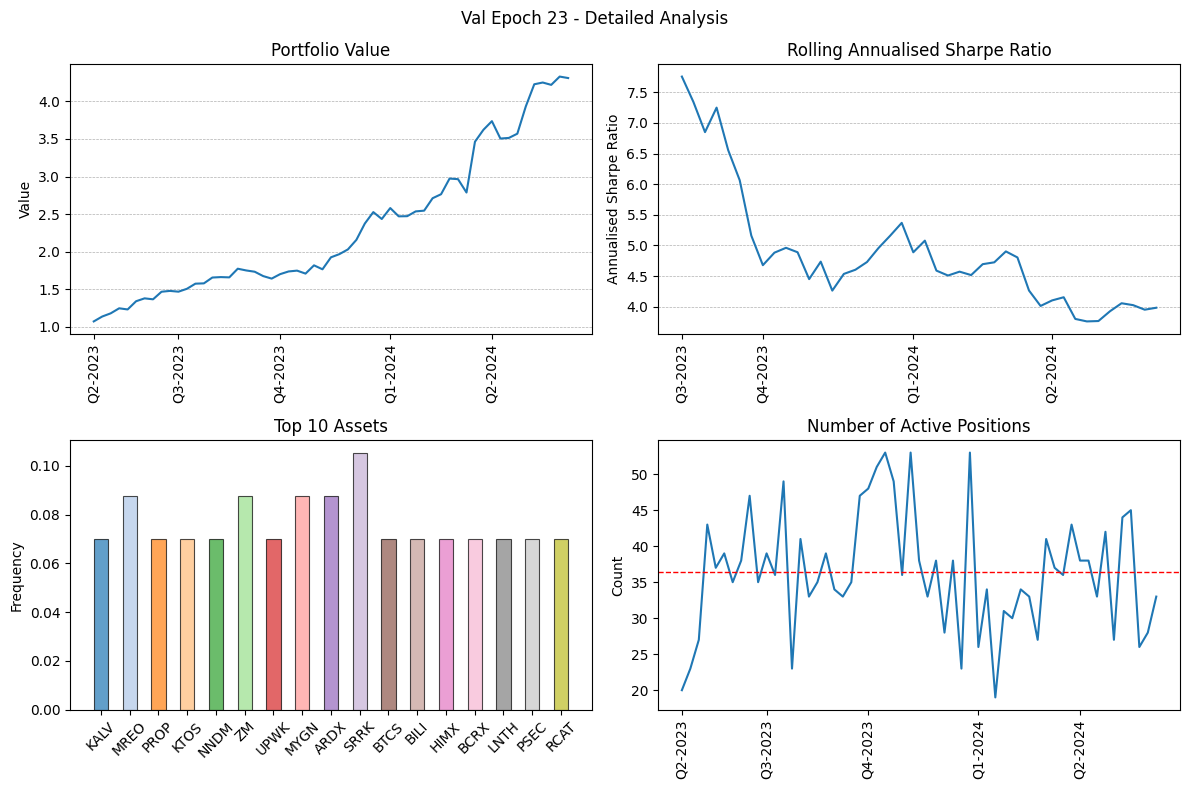 Val Epoch 23 - Detailed Analysis
Portfolio Value
Value
4.0
3.5
3.0
2.5
2.0
1.5
1.0
Q2-2023
Q3-2023
Q4-2023
Q1-2024
Q2-2024
Rolling Annualised Sharpe Ratio
Annualised Sharpe Ratio
7.5
7.0
6.5
6.0
5.5
5.0
4.5
4.0
Q3-2023
Q4-2023
Q1-2024
Q2-2024
Top 10 Assets
Frequency
0.10
0.08
0.06
0.04
0.02
0.00
KALV
MREO
PROP
KTOS
NNDM
ZM
UPWK
MYGN
ARDX
SRRK
BTCS
BILI
HIMX
BCRX
LNTH
PSEC
RCAT
Number of Active Positions
Count
50
45
40
35
30
25
20
Q2-2023
Q3-2023
Q4-2023
Q1-2024
Q2-2024